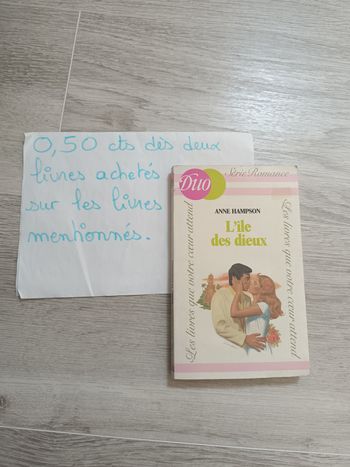 0,50 cts dès deux
livres achetés
sur les livres
mentionnés.
Duo
Série Romance
ANNE HAMPSON
L'île
des dieux
Les livres que votre cœur attend
Les livres que votre cœur attend